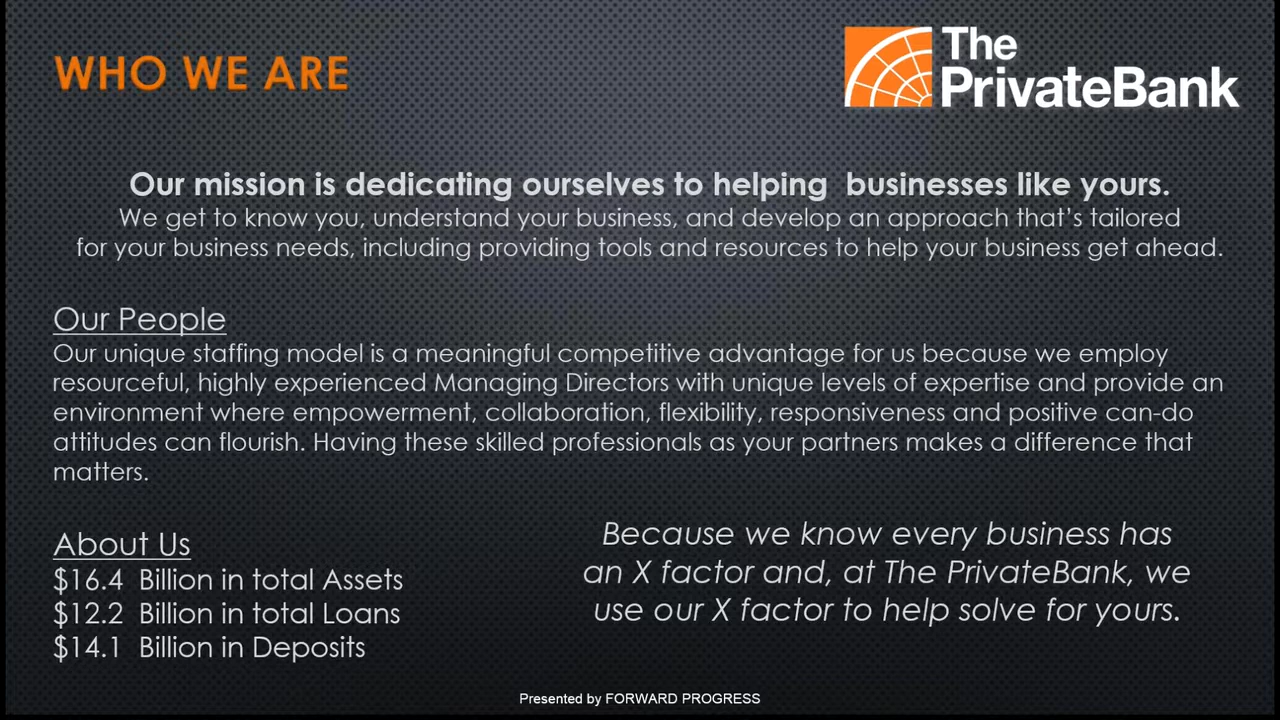 WHO WE ARE
The
PrivateBank
Our mission is dedicating ourselves to helping  businesses like yours.
We get to know you, understand your business, and develop an approach that's tailored
for your business needs, including providing tools and resources to help your business get ahead.
Our People
Our unique staffing model is a meaningful competitive advantage for us because we employ
resourceful, highly experienced Managing Directors with unique levels of expertise and provide an
environment where empowerment, collaboration, flexibility, responsiveness and positive can-do
attitudes can flourish. Having these skilled professionals as your partners makes a difference that
matters.
About Us
$16.4  Billion in total Assets
$12.2  Billion in total Loans
$14.1  Billion in Deposits
Because we know every business has
an X factor and, at The PrivateBank, we
use our X factor to help solve for yours.
Presented by FORWARD PROGRESS